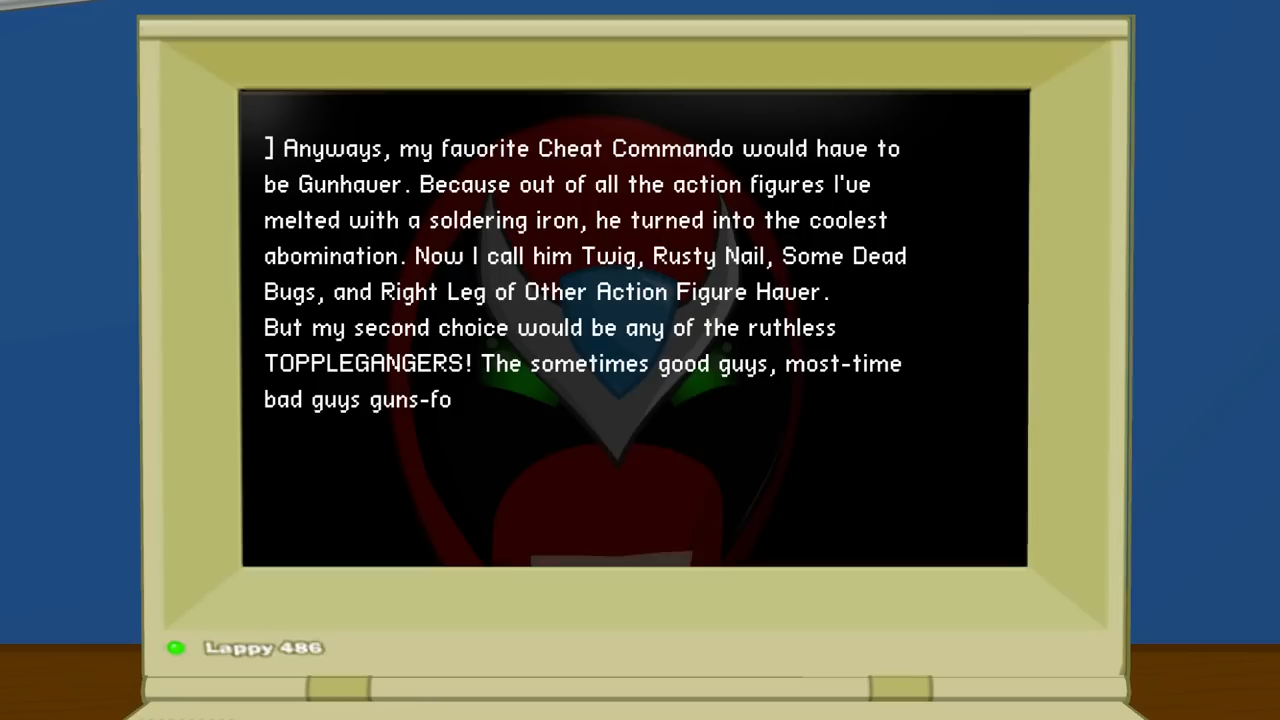 ] Anyways, my favorite Cheat Commando would have to
be Gunhaver. Because out of all the action figures I've
melted with a soldering iron, he turned into the coolest
abomination. Now I call him Twig, Rusty Nail, Some Dead
Bugs, and Right Leg of Other Action Figure Haver.
But my second choice would be any of the ruthless
TOPPLEGANGERS! The sometimes good guys, most-time
bad guys guns-fo
Lappy 486